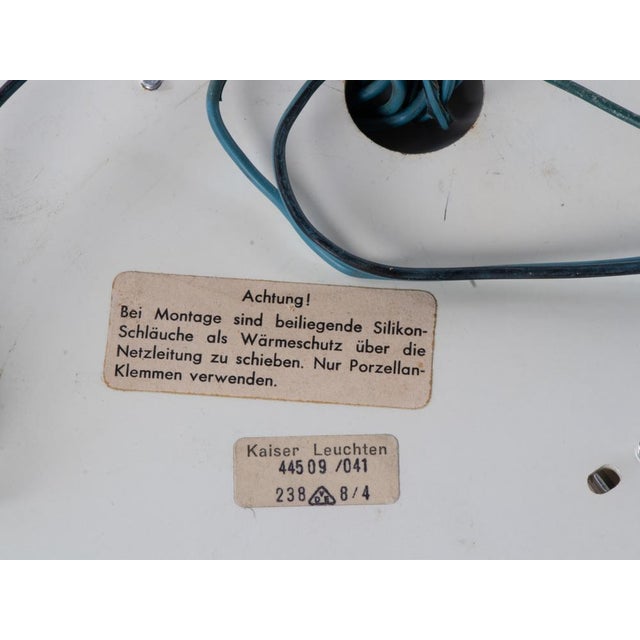 Achtung!
Bei Montage sind beiliegende Silikon-
Schläuche als Wärmeschutz über die
Netzleitung zu schieben. Nur Porzellan-
Klemmen verwenden.
Kaiser Leuchten
44509 /041
238 VDE 8/4